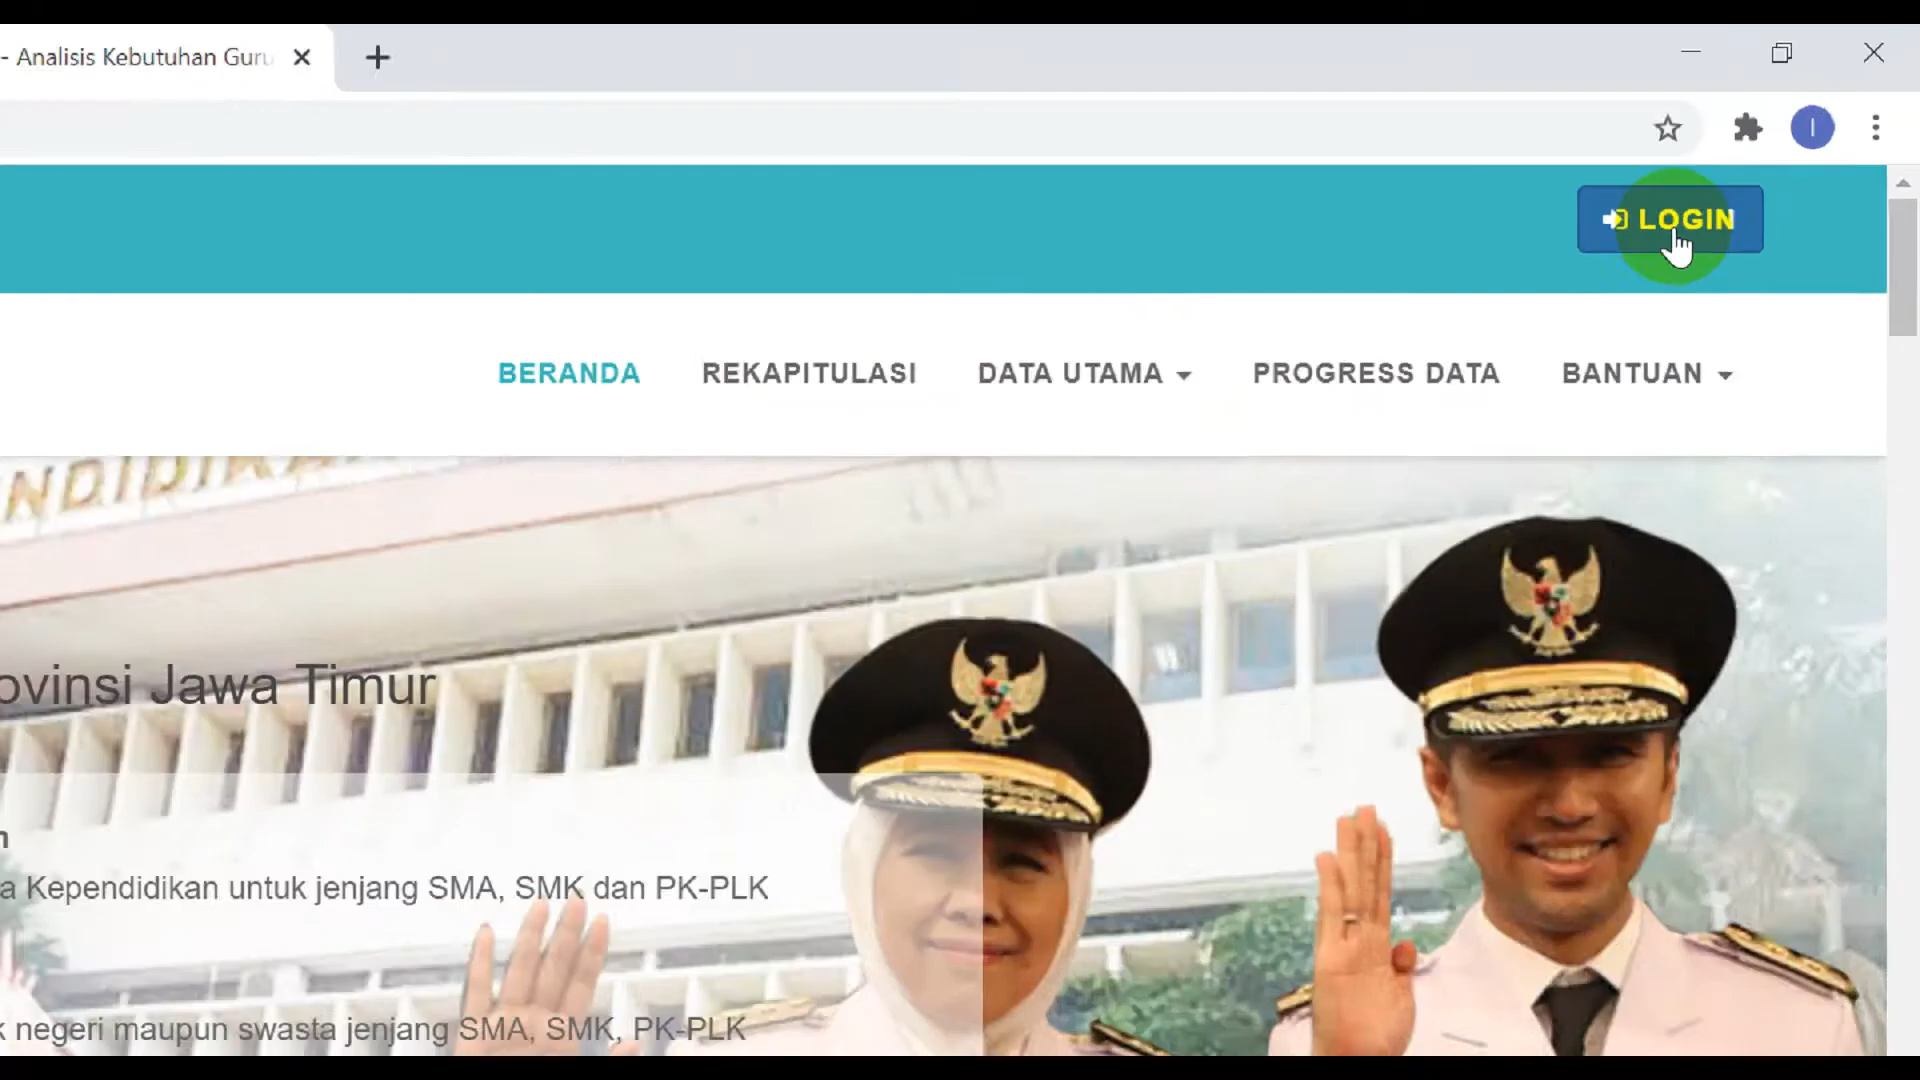 - Analisis Kebutuhan Guru
I
LOGIN
BERANDA
REKAPITULASI
DATA UTAMA
PROGRESS DATA
BANTUAN
NDIDIKA
ovinsi Jawa Timur
n
a Kependidikan untuk jenjang SMA, SMK dan PK-PLK
k negeri maupun swasta jenjang SMA, SMK, PK-PLK